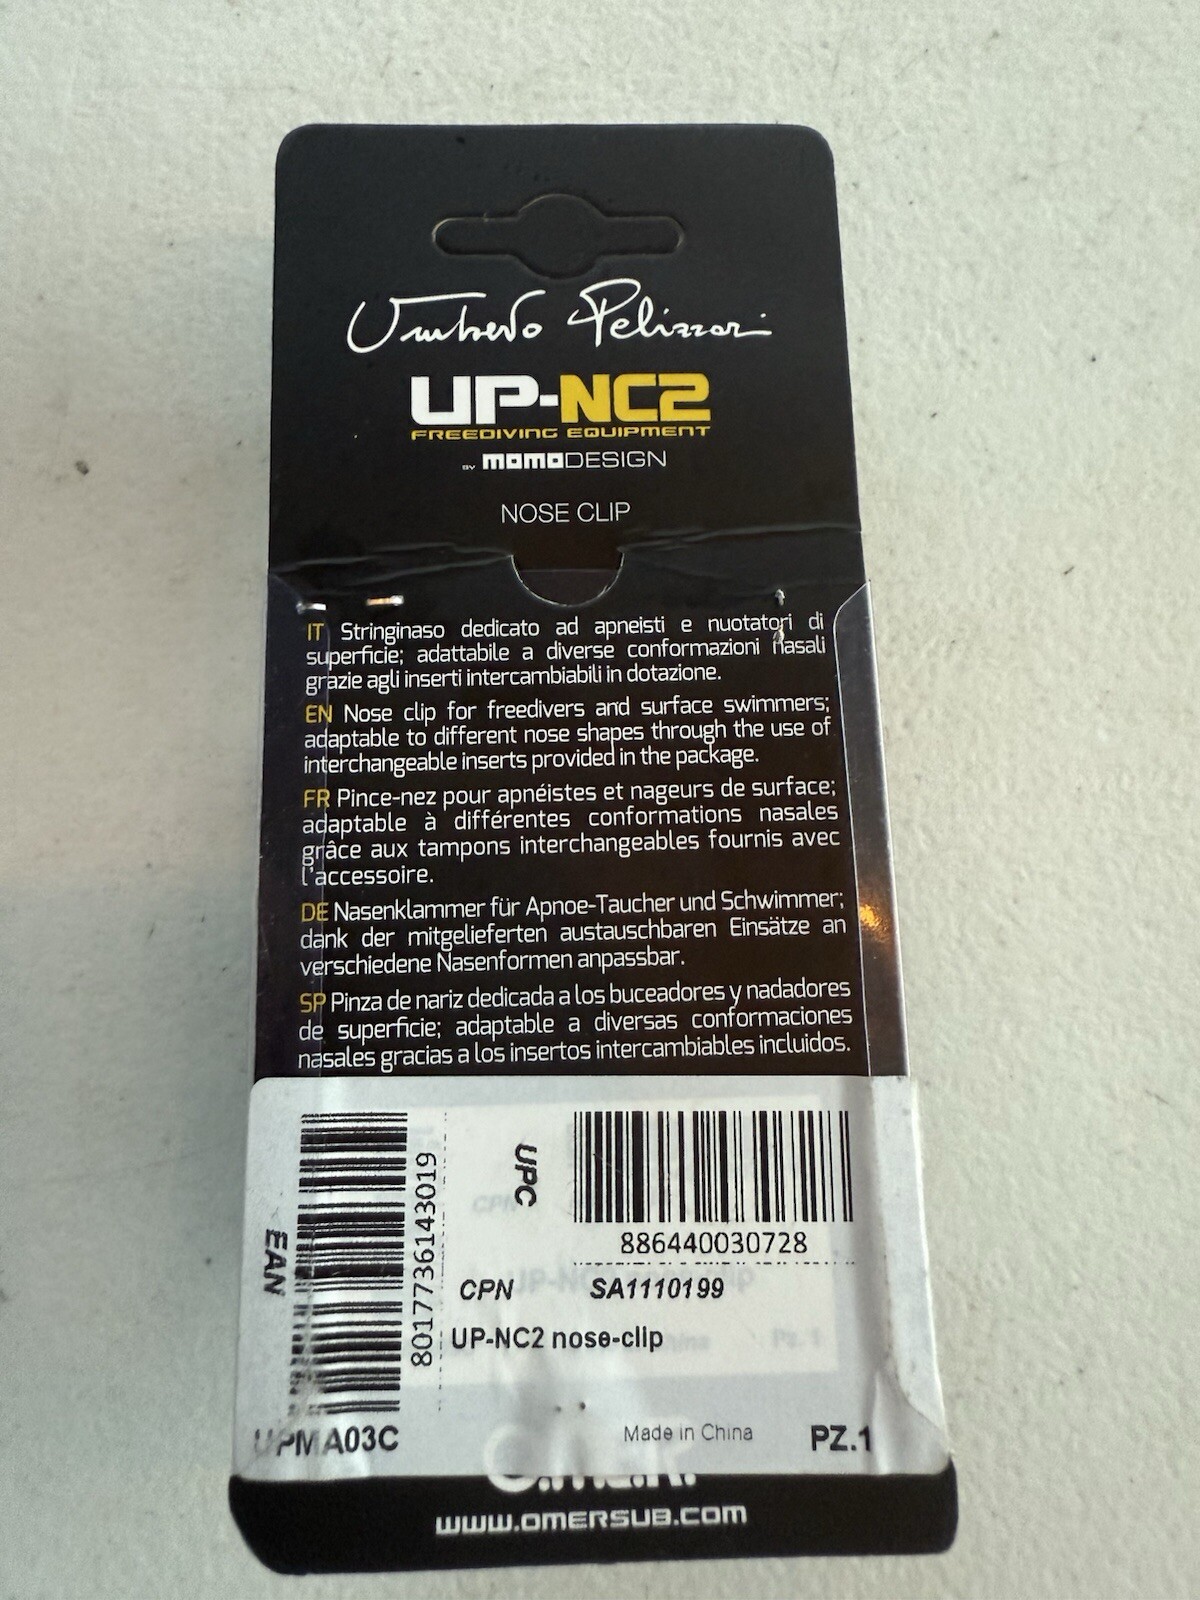 Umberto Pelizzari
UP-NC2
FREEDIVING EQUIPMENT
BY momoDESIGN
NOSE CLIP
IT Stringinaso dedicato ad apneisti e nuotatori di
superficie; adattabile a diverse conformazioni nasali
grazie agli inserti intercambiabili in dotazione.
EN Nose clip for freedivers and surface swimmers;
adaptable to different nose shapes through the use of
interchangeable inserts provided in the package.
FR Pince-nez pour apnéistes et nageurs de surface;
adaptable à différentes conformations nasales
grâce aux tampons interchangeables fournis avec
l'accessoire.
DE Nasenklammer für Apnoe-Taucher und Schwimmer;
dank der mitgelieferten austauschbaren Einsätze an
verschiedene Nasenformen anpassbar.
SP Pinza de nariz dedicada a los buceadores y nadadores
de superficie; adaptable a diversas conformaciones
nasales gracias a los insertos intercambiables incluidos.
EAN
8017736143019
UPC
886440030728
CPN SA1110199
UP-NC2 nose-clip
UPMA03C
Made in China
PZ.1
www.OMERSUB.COM